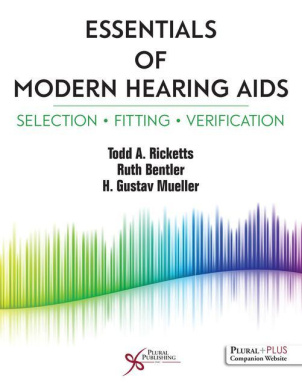 ESSENTIALS
OF
MODERN HEARING AIDS
SELECTION • FITTING • VERIFICATION
Todd A. Ricketts
Ruth Bentler
H. Gustav Mueller
PLURAL+PLUS
Companion Website
PLURAL
PUBLISHING